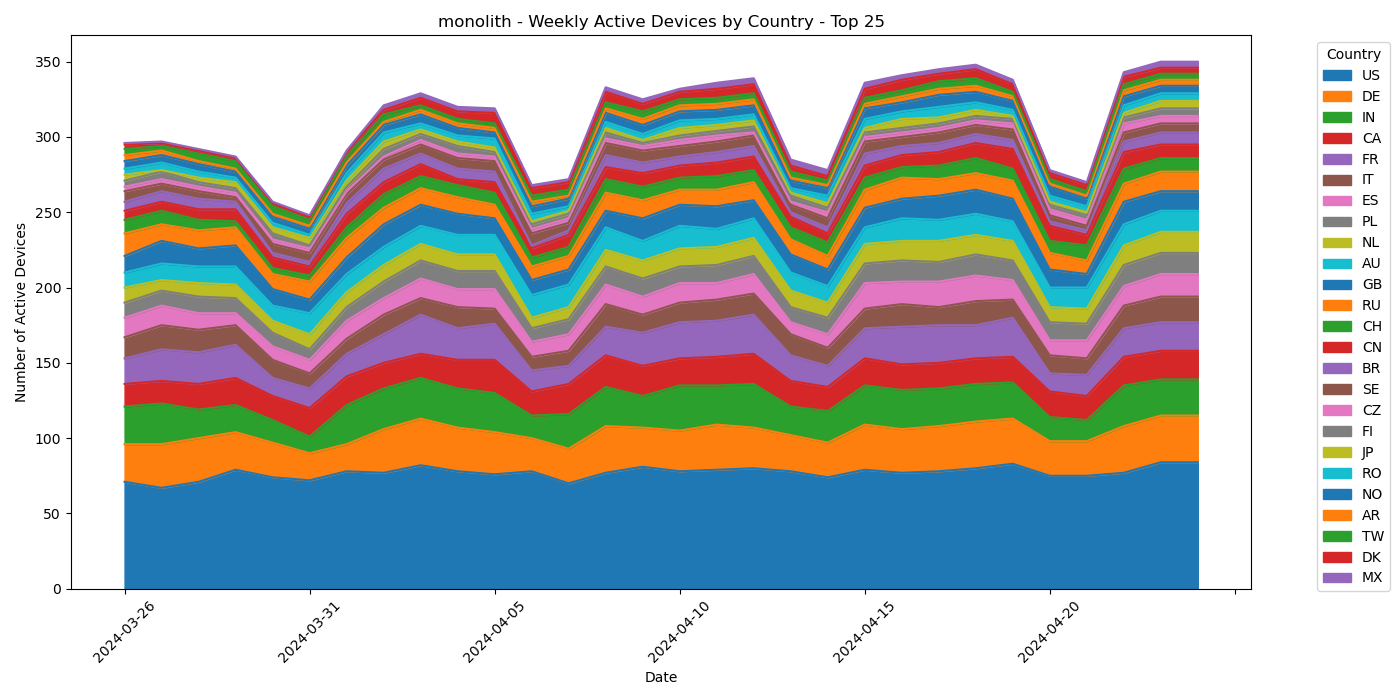 monolith - Weekly Active Devices by Country - Top 25
Number of Active Devices
350
300
250
200
150
100
50
0
2024-03-26
2024-03-31
2024-04-05
2024-04-10
2024-04-15
2024-04-20
Date
Country
US
DE
IN
CA
FR
IT
ES
PL
NL
AU
GB
RU
CH
CN
BR
SE
CZ
FI
JP
RO
NO
AR
TW
DK
MX